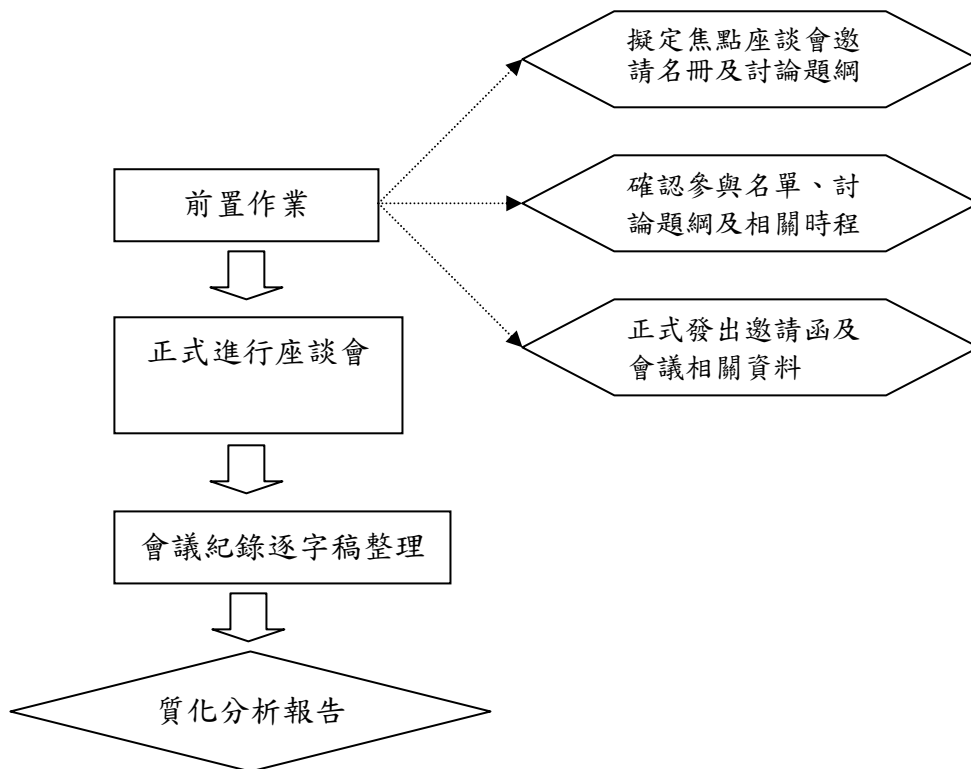 擬定焦點座談會邀
請名冊及討論題綱
前置作業
確認參與名單、討
論題綱及相關時程
正式進行座談會
正式發出邀請函及
會議相關資料
會議紀錄逐字稿整理
質化分析報告